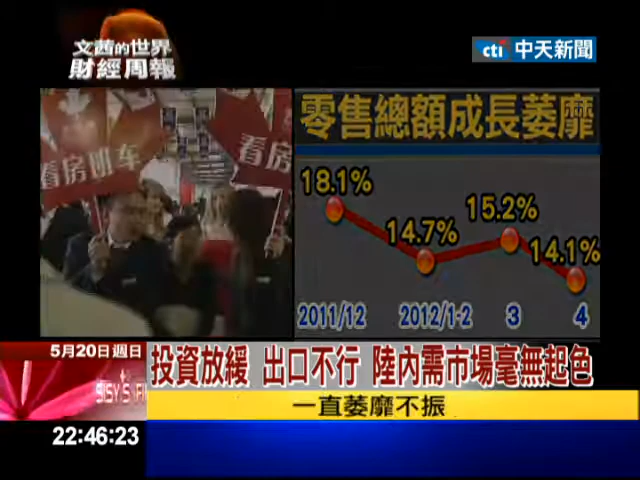 文茜的世界
財經周報
cti 中天新聞
看房班车
看房
零售總額成長萎靡
18.1%
14.7%
15.2%
14.1%
2011/12
2012/1-2
3
4
5月20日週日
投資放緩 出口不行 陸內需市場毫無起色
一直萎靡不振
22:46:23